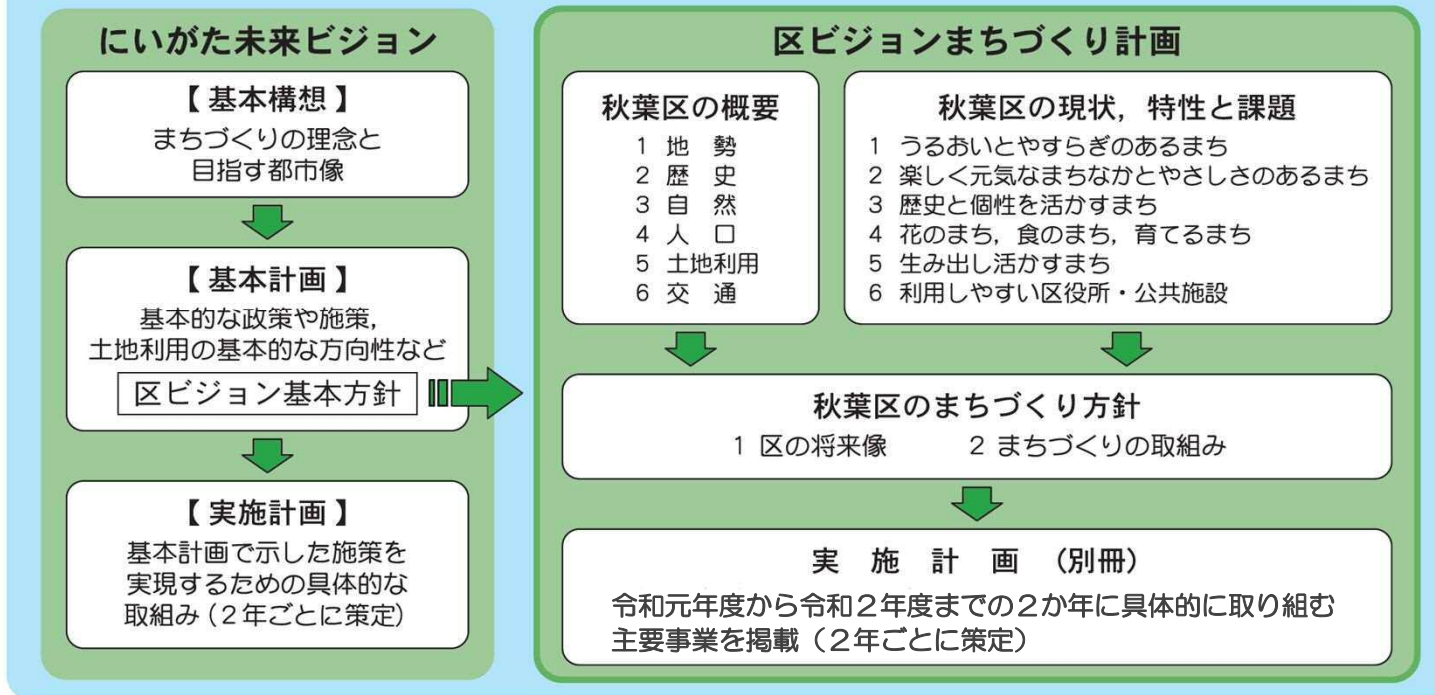 にいがた未来ビジョン
【 基本構想 】
まちづくりの理念と
目指す都市像
【 基本計画 】
基本的な政策や施策，
土地利用の基本的な方向性など
区ビジョン基本方針
【 実施計画 】
基本計画で示した施策を
実現するための具体的な
取組み（２年ごとに策定）
区ビジョンまちづくり計画
秋葉区の概要
1 地　勢
2 歴　史
3 自　然
4 人　口
5 土地利用
6 交　通
秋葉区の現状，特性と課題
1 うるおいとやすらぎのあるまち
2 楽しく元気なまちなかとやさしさのあるまち
3 歴史と個性を活かすまち
4 花のまち，食のまち，育てるまち
5 生み出し活かすまち
6 利用しやすい区役所・公共施設
秋葉区のまちづくり方針
1 区の将来像　　2 まちづくりの取組み
実　施　計　画　（別冊）
令和元年度から令和２年度までの２か年に具体的に取り組む
主要事業を掲載（２年ごとに策定）